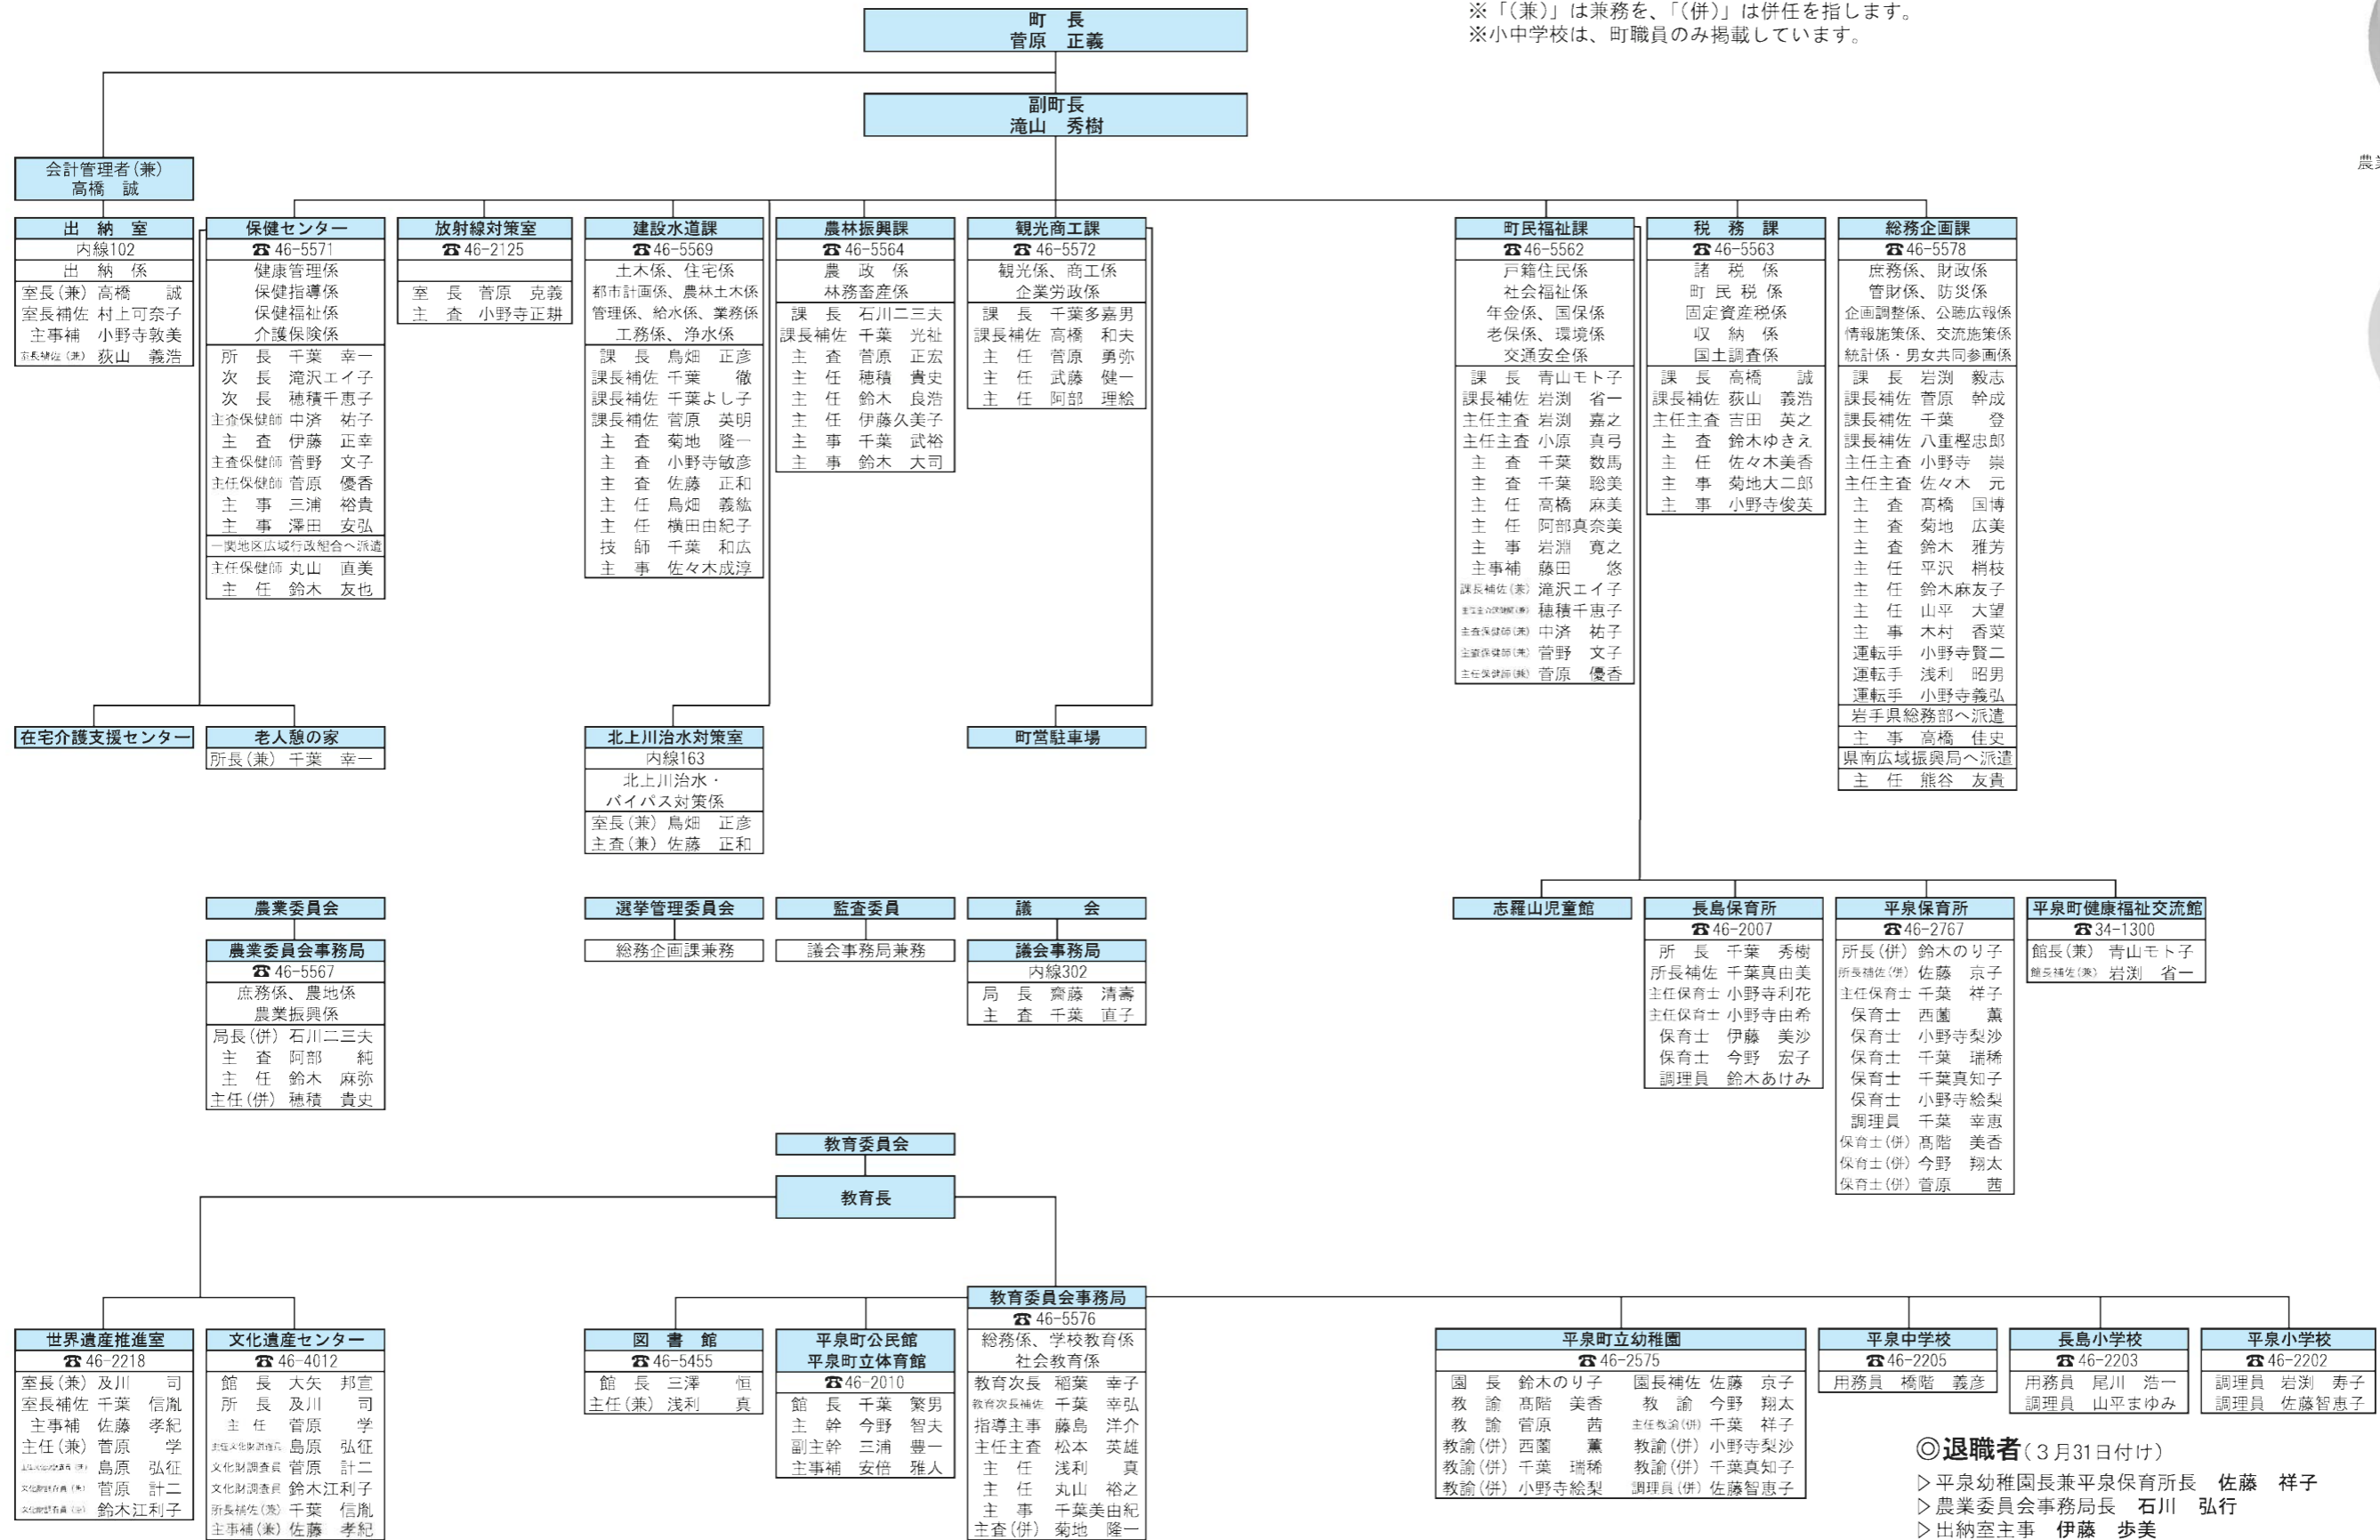 ※「(兼)」は兼務を、「(併)」は併任を指します。
※小中学校は、町職員のみ掲載しています。
町　長
菅原　正義
副町長
滝山　秀樹
会計管理者(兼)
高橋　誠
農業
出　納　室
内線102
出　納　係
室長(兼) 高橋　　誠
室長補佐 村上可奈子
主事補 小野寺敦美
室長補佐(兼) 荻山　義浩
保健センター
☎46-5571
健康管理係
保健指導係
保健福祉係
介護保険係
所　長 千葉　幸一
次　長 滝沢エイ子
次　長 穂積千恵子
主査保健師 中済　祐子
主　査 伊藤　正幸
主査保健師 菅野　文子
主任保健師 菅原　優香
主　事 三浦　裕貴
主　事 澤田　安弘
一関地区広域行政組合へ派遣
主任保健師 丸山　直美
主　任 鈴木　友也
放射線対策室
☎46-2125
室　長 菅原　克義
主　査 小野寺正耕
建設水道課
☎46-5569
土木係、住宅係
都市計画係、農林土木係
管理係、給水係、業務係
工務係、浄水係
課　長 鳥畑　正彦
課長補佐 千葉　　徹
課長補佐 千葉よし子
課長補佐 菅原　英明
主　査 菊地　隆一
主　査 小野寺敏彦
主　査 佐藤　正和
主　任 鳥畑　義紘
主　任 横田由紀子
技　師 千葉　和広
主　事 佐々木成淳
農林振興課
☎46-5564
農　政　係
林務畜産係
課　長 石川二三夫
課長補佐 千葉　光祉
主　査 菅原　正宏
主　任 穂積　貴史
主　任 鈴木　良浩
主　任 伊藤久美子
主　事 千葉　武裕
主　事 鈴木　大司
観光商工課
☎46-5572
観光係、商工係
企業労政係
課　長 千葉多嘉男
課長補佐 高橋　和夫
主　任 菅原　勇弥
主　任 武藤　健一
主　任 阿部　理絵
町民福祉課
☎46-5562
戸籍住民係
社会福祉係
年金係、国保係
老保係、環境係
交通安全係
課　長 青山モト子
課長補佐 岩渕　省一
主任主査 岩渕　嘉之
主任主査 小原　真弓
主　査 千葉　数馬
主　査 千葉　聡美
主　任 高橋　麻美
主　任 阿部真奈美
主　事 岩淵　寛之
主事補 藤田　　悠
課長補佐(兼) 滝沢エイ子
穂積千恵子
主査保健師(兼) 中済　祐子
主査保健師(兼) 菅野　文子
主任保健師(兼) 菅原　優香
税　務　課
☎46-5563
諸　税　係
町 民 税 係
固定資産税係
収　納　係
国土調査係
課　長 高橋　　誠
課長補佐 荻山　義浩
主任主査 吉田　英之
主　査 鈴木ゆきえ
主　任 佐々木美香
主　事 菊地大二郎
主　事 小野寺俊英
総務企画課
☎46-5578
庶務係、財政係
管財係、防災係
企画調整係、公聴広報係
情報施策係、交流施策係
統計係・男女共同参画係
課　長 岩渕　毅志
課長補佐 菅原　幹成
課長補佐 千葉　　登
課長補佐 八重樫忠郎
主任主査 小野寺　崇
主任主査 佐々木　元
主　査 髙橋　国博
主　査 菊地　広美
主　査 鈴木　雅芳
主　任 平沢　梢枝
主　任 鈴木麻友子
主　任 山平　大望
主　事 木村　香菜
運転手 小野寺賢二
運転手 浅利　昭男
運転手 小野寺義弘
岩手県総務部へ派遣
主　事 高橋　佳史
県南広域振興局へ派遣
主　任 熊谷　友貴
在宅介護支援センター
老人憩の家
所長(兼) 千葉　幸一
北上川治水対策室
内線163
北上川治水・
バイパス対策係
室長(兼) 鳥畑　正彦
主査(兼) 佐藤　正和
町営駐車場
農業委員会
農業委員会事務局
☎46-5567
庶務係、農地係
農業振興係
局長(併) 石川二三夫
主　査 阿部　　純
主　任 鈴木　麻弥
主任(併) 穂積　貴史
選挙管理委員会
総務企画課兼務
監査委員
議会事務局兼務
議　　会
議会事務局
内線302
局　長 齋藤　清壽
主　査 千葉　直子
志羅山児童館
長島保育所
☎46-2007
所　長 千葉　秀樹
所長補佐 千葉真由美
主任保育士 小野寺利花
主任保育士 小野寺由希
保育士 伊藤　美沙
保育士 今野　宏子
調理員 鈴木あけみ
平泉保育所
☎46-2767
所長(併) 鈴木のり子
所長補佐(併) 佐藤　京子
主任保育士 千葉　祥子
保育士 西薗　　薫
保育士 小野寺梨沙
保育士 千葉　瑞稀
保育士 千葉真知子
保育士 小野寺絵梨
調理員 千葉　幸恵
保育士(併) 髙階　美香
保育士(併) 今野　翔太
保育士(併) 菅原　　茜
平泉町健康福祉交流館
☎34-1300
館長(兼) 青山モト子
館長補佐(兼) 岩渕　省一
教育委員会
教育長
世界遺産推進室
☎46-2218
室長(兼) 及川　　司
室長補佐 千葉　信胤
主事補 佐藤　孝紀
主任(兼) 菅原　　学
島原　弘征
文化財調査員(兼) 菅原　計二
文化財調査員(兼) 鈴木江利子
文化遺産センター
☎46-4012
館　長 大矢　邦宣
所　長 及川　　司
主　任 菅原　　学
主任文化財調査員 島原　弘征
文化財調査員 菅原　計二
文化財調査員 鈴木江利子
所長補佐(兼) 千葉　信胤
主事補(兼) 佐藤　孝紀
図　書　館
☎46-5455
館　長 三澤　　恒
主任(兼) 浅利　　真
平泉町公民館
平泉町立体育館
☎46-2010
館　長 千葉　繁男
主　幹 今野　智夫
副主幹 三浦　豊一
主事補 安倍　雅人
教育委員会事務局
☎46-5576
総務係、学校教育係
社会教育係
教育次長 稲葉　幸子
教育次長補佐 千葉　幸弘
指導主事 藤島　洋介
主任主査 松本　英雄
主　任 浅利　　真
主　任 丸山　裕之
主　事 千葉美由紀
主査(併) 菊地　隆一
平泉町立幼稚園
☎46-2575
園　長 鈴木のり子　園長補佐 佐藤　京子
教　諭 髙階　美香　教　諭 今野　翔太
教　諭 菅原　　茜　主任教諭(併) 千葉　祥子
教諭(併) 西薗　　薫　教諭(併) 小野寺梨沙
教諭(併) 千葉　瑞稀　教諭(併) 千葉真知子
教諭(併) 小野寺絵梨　調理員(併) 佐藤智恵子
平泉中学校
☎46-2205
用務員 橋階　義彦
長島小学校
☎46-2203
用務員 尾川　浩一
調理員 山平まゆみ
平泉小学校
☎46-2202
調理員 岩渕　寿子
調理員 佐藤智恵子
◎退職者(３月31日付け)
▷平泉幼稚園長兼平泉保育所長　佐藤　祥子
▷農業委員会事務局長　石川　弘行
▷出納室主事　伊藤　歩美